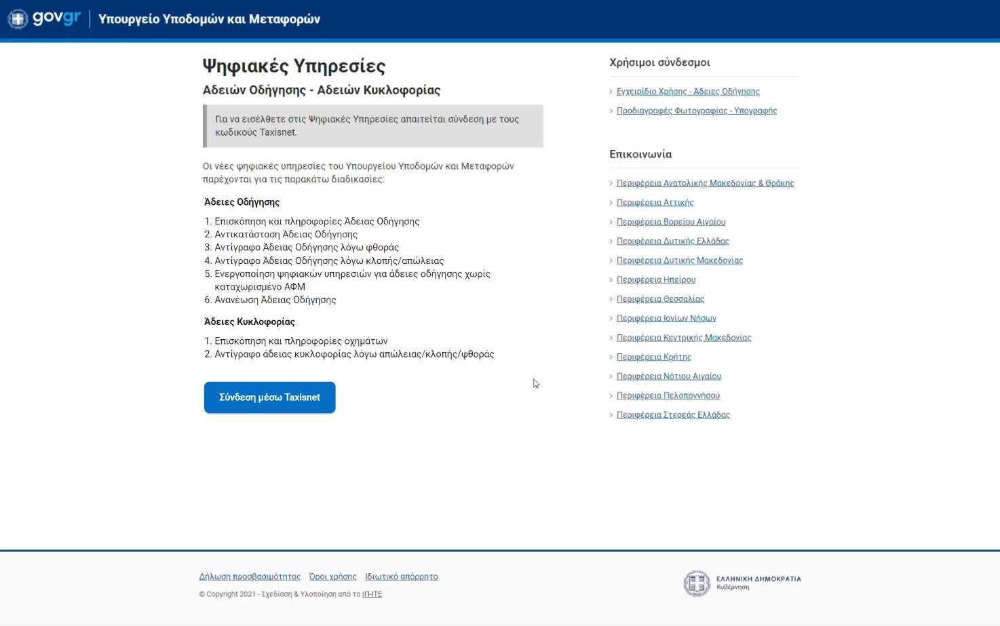 govgr
Υπουργείο Υποδομών και Μεταφορών
Ψηφιακές Υπηρεσίες
Αδειών Οδήγησης - Αδειών Κυκλοφορίας
Για να εισέλθετε στις Ψηφιακές Υπηρεσίες απαιτείται σύνδεση με τους
κωδικούς Taxisnet.
Οι νέες ψηφιακές υπηρεσίες του Υπουργείου Υποδομών και Μεταφορών
παρέχονται για τις παρακάτω διαδικασίες:
Άδειες Οδήγησης
1. Επισκόπηση και πληροφορίες Άδειας Οδήγησης
2. Αντικατάσταση Άδειας Οδήγησης
3. Αντίγραφο Άδειας Οδήγησης λόγω φθοράς
4. Αντίγραφο Άδειας Οδήγησης λόγω κλοπής/απώλειας
5. Ενεργοποίηση ψηφιακών υπηρεσιών για άδειες οδήγησης χωρίς
καταχωρισμένο ΑΦΜ
6. Ανανέωση Άδειας Οδήγησης
Άδειες Κυκλοφορίας
1. Επισκόπηση και πληροφορίες οχημάτων
2. Αντίγραφο άδειας κυκλοφορίας λόγω απώλειας/κλοπής/φθοράς
Σύνδεση μέσω Taxisnet
Χρήσιμοι σύνδεσμοι
Εγχειρίδιο Χρήσης - Άδειες Οδήγησης
Προδιαγραφές Φωτογραφίας - Υπογραφής
Επικοινωνία
Περιφέρεια Ανατολικής Μακεδονίας & Θράκης
Περιφέρεια Αττικής
Περιφέρεια Βορείου Αιγαίου
Περιφέρεια Δυτικής Ελλάδας
Περιφέρεια Δυτικής Μακεδονίας
Περιφέρεια Ηπείρου
Περιφέρεια Θεσσαλίας
Περιφέρεια Ιονίων Νήσων
Περιφέρεια Κεντρικής Μακεδονίας
Περιφέρεια Κρήτης
Περιφέρεια Νότιου Αιγαίου
Περιφέρεια Πελοποννήσου
Περιφέρεια Στερεάς Ελλάδας
Δήλωση προσβασιμότητας Όροι χρήσης Ιδιωτικό απόρρητο
© Copyright 2021 - Σχεδίαση & Υλοποίηση από το ΙΠ-ΙΤΕ
ΕΛΛΗΝΙΚΗ ΔΗΜΟΚΡΑΤΙΑ
Κυβέρνηση